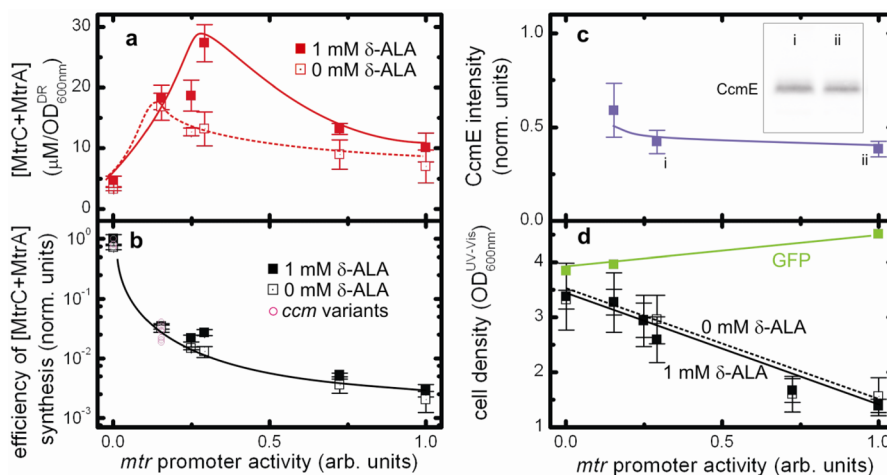 a
1 mM δ-ALA
0 mM δ-ALA
[MtrC+MtrA]
(μM/OD^DR_600nm)
30
20
10
0
b
1 mM δ-ALA
0 mM δ-ALA
ccm variants
efficiency of [MtrC+MtrA]
synthesis (norm. units)
10^0
10^-1
10^-2
10^-3
0.0 0.5 1.0
mtr promoter activity (arb. units)
c
i ii
CcmE
CcmE intensity
(norm. units)
1.0
0.5
0.0
i
ii
d
GFP
0 mM δ-ALA
1 mM δ-ALA
cell density (OD^UV-Vis_600nm)
4
3
2
1
0.0 0.5 1.0
mtr promoter activity (arb. units)